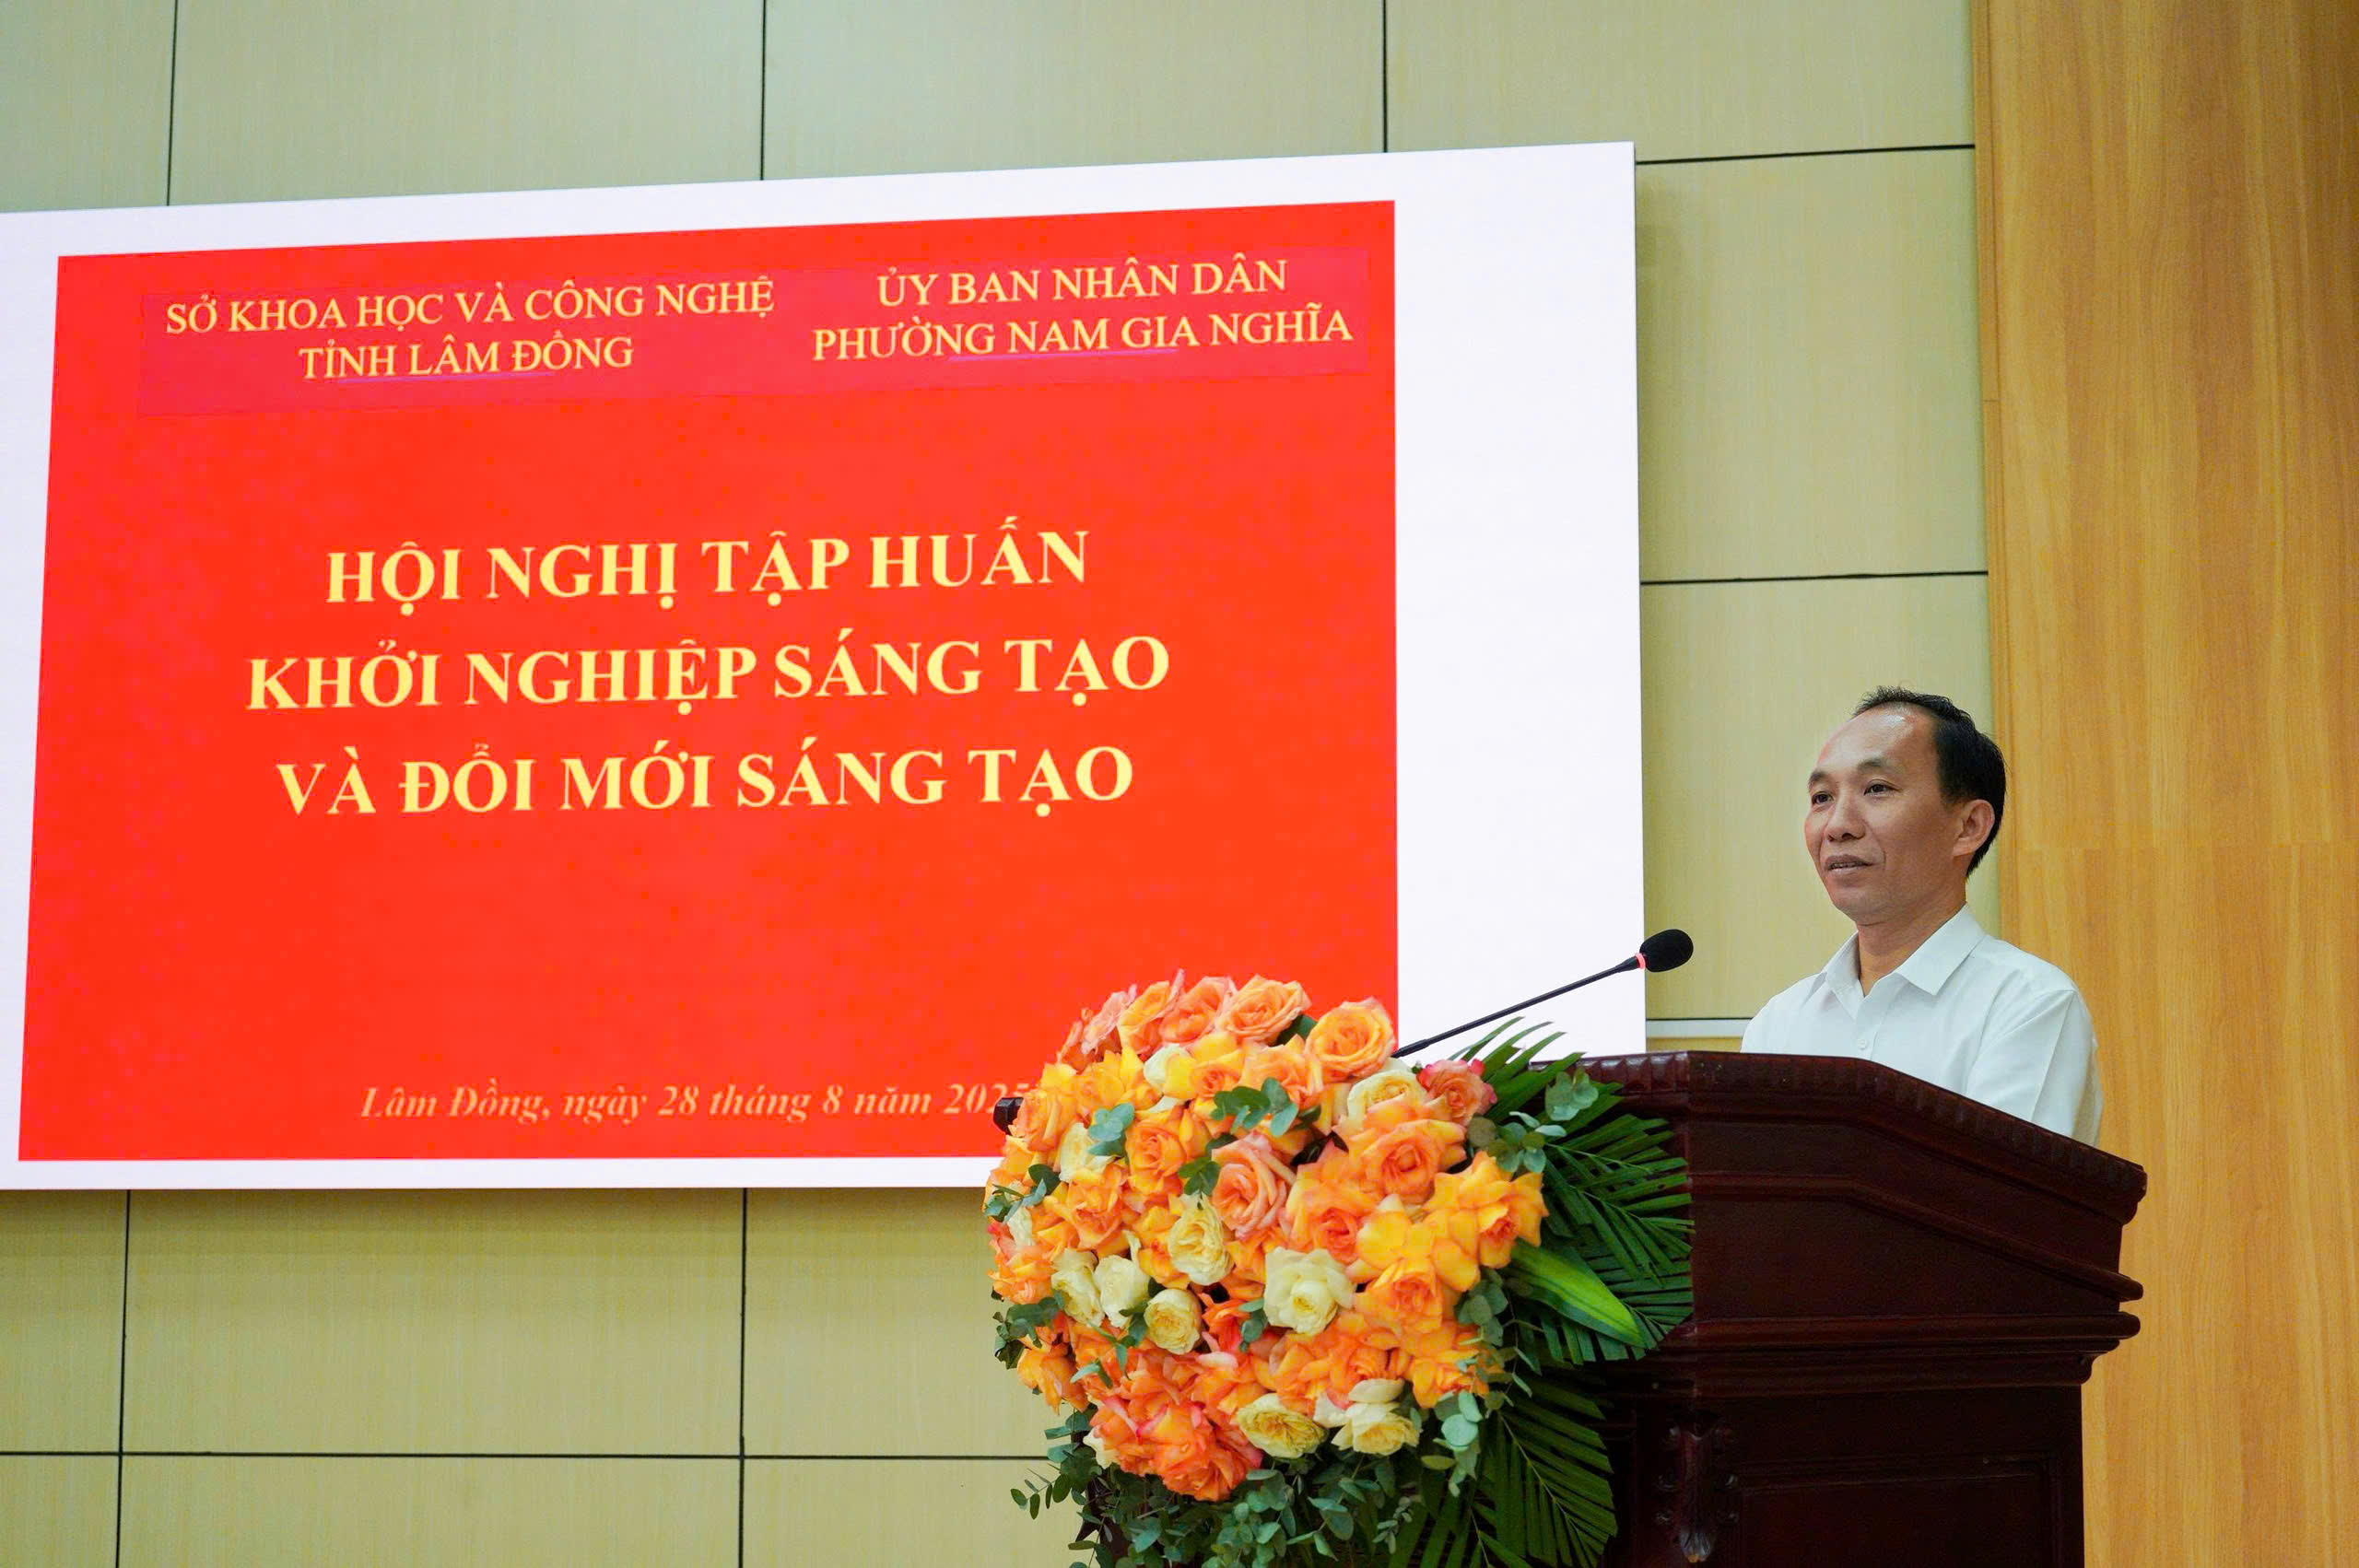 SỞ KHOA HỌC VÀ CÔNG NGHỆ
TỈNH LÂM ĐỒNG
ỦY BAN NHÂN DÂN
PHƯỜNG NAM GIA NGHĨA
HỘI NGHỊ TẬP HUẤN
KHỞI NGHIỆP SÁNG TẠO
VÀ ĐỔI MỚI SÁNG TẠO
Lâm Đồng, ngày 28 tháng 8 năm 2025